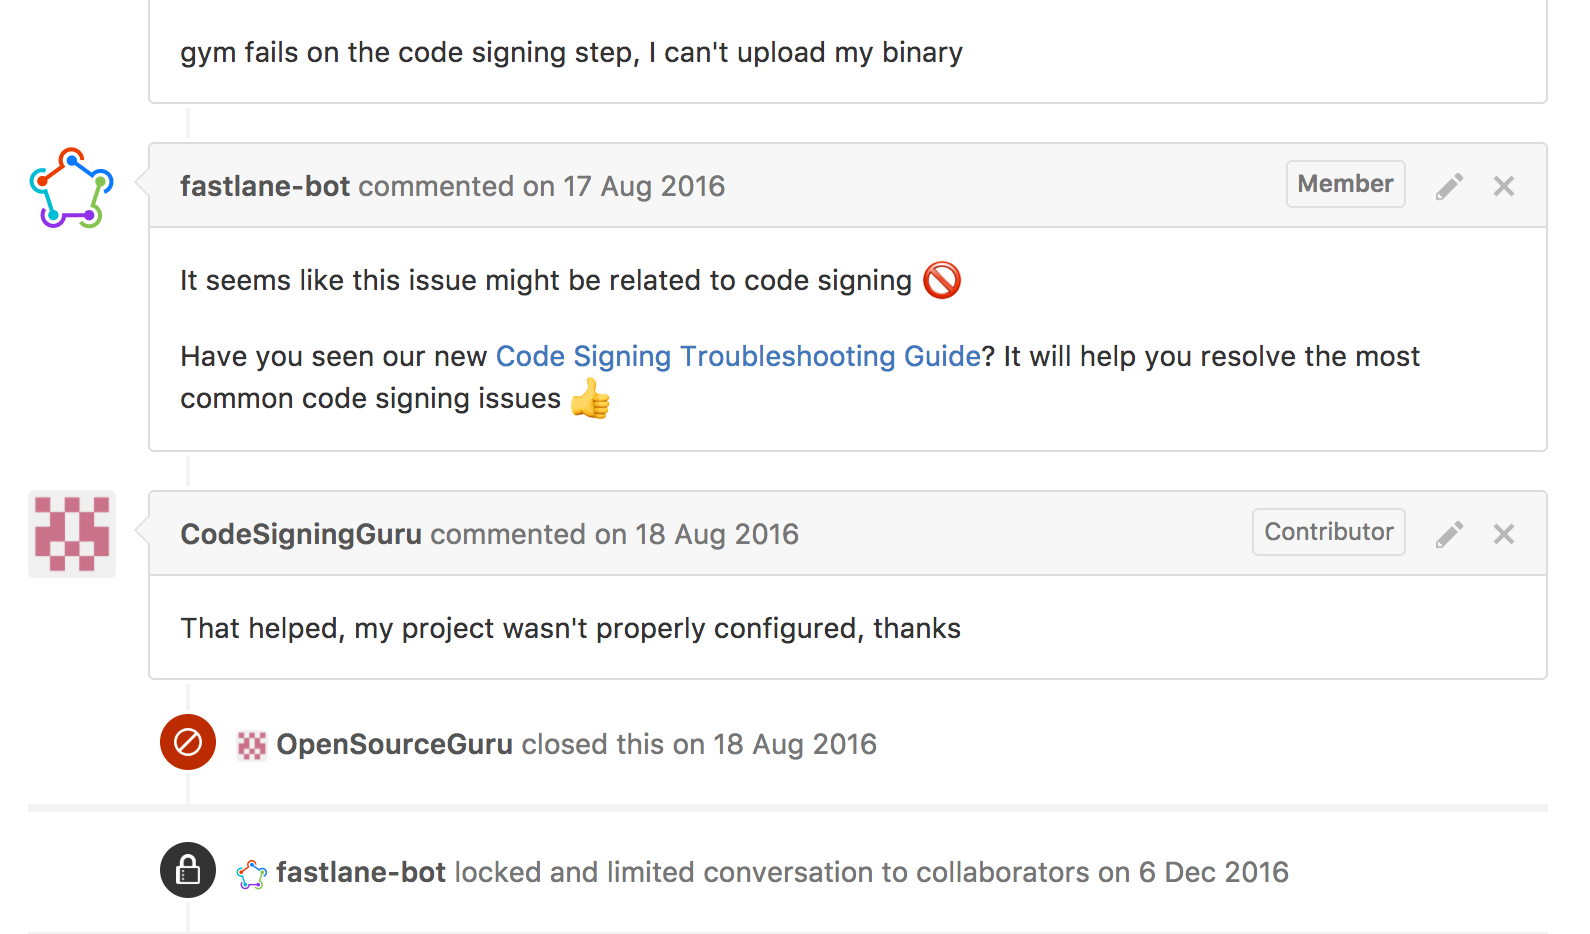 gym fails on the code signing step, I can't upload my binary
fastlane-bot commented on 17 Aug 2016
Member
It seems like this issue might be related to code signing 🚫
Have you seen our new Code Signing Troubleshooting Guide? It will help you resolve the most
common code signing issues 👍
CodeSigningGuru commented on 18 Aug 2016
Contributor
That helped, my project wasn't properly configured, thanks
OpenSourceGuru closed this on 18 Aug 2016
fastlane-bot locked and limited conversation to collaborators on 6 Dec 2016